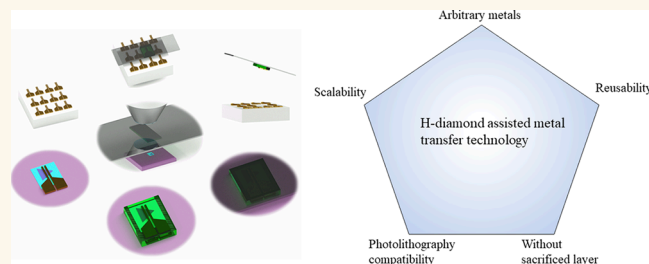 Arbitrary metals
Scalability
Reusability
H-diamond assisted metal
transfer technology
Photolithography
compatibility
Without
sacrificed layer